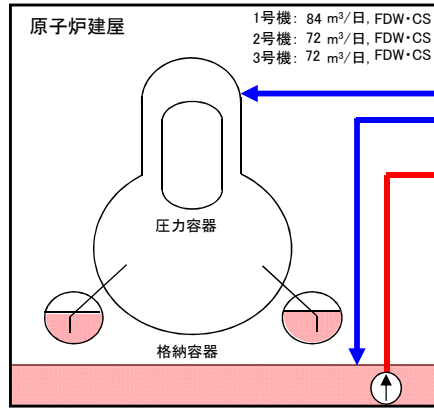 原子炉建屋
1号機: 84 m³/日, FDW・CS
2号機: 72 m³/日, FDW・CS
3号機: 72 m³/日, FDW・CS
圧力容器
格納容器